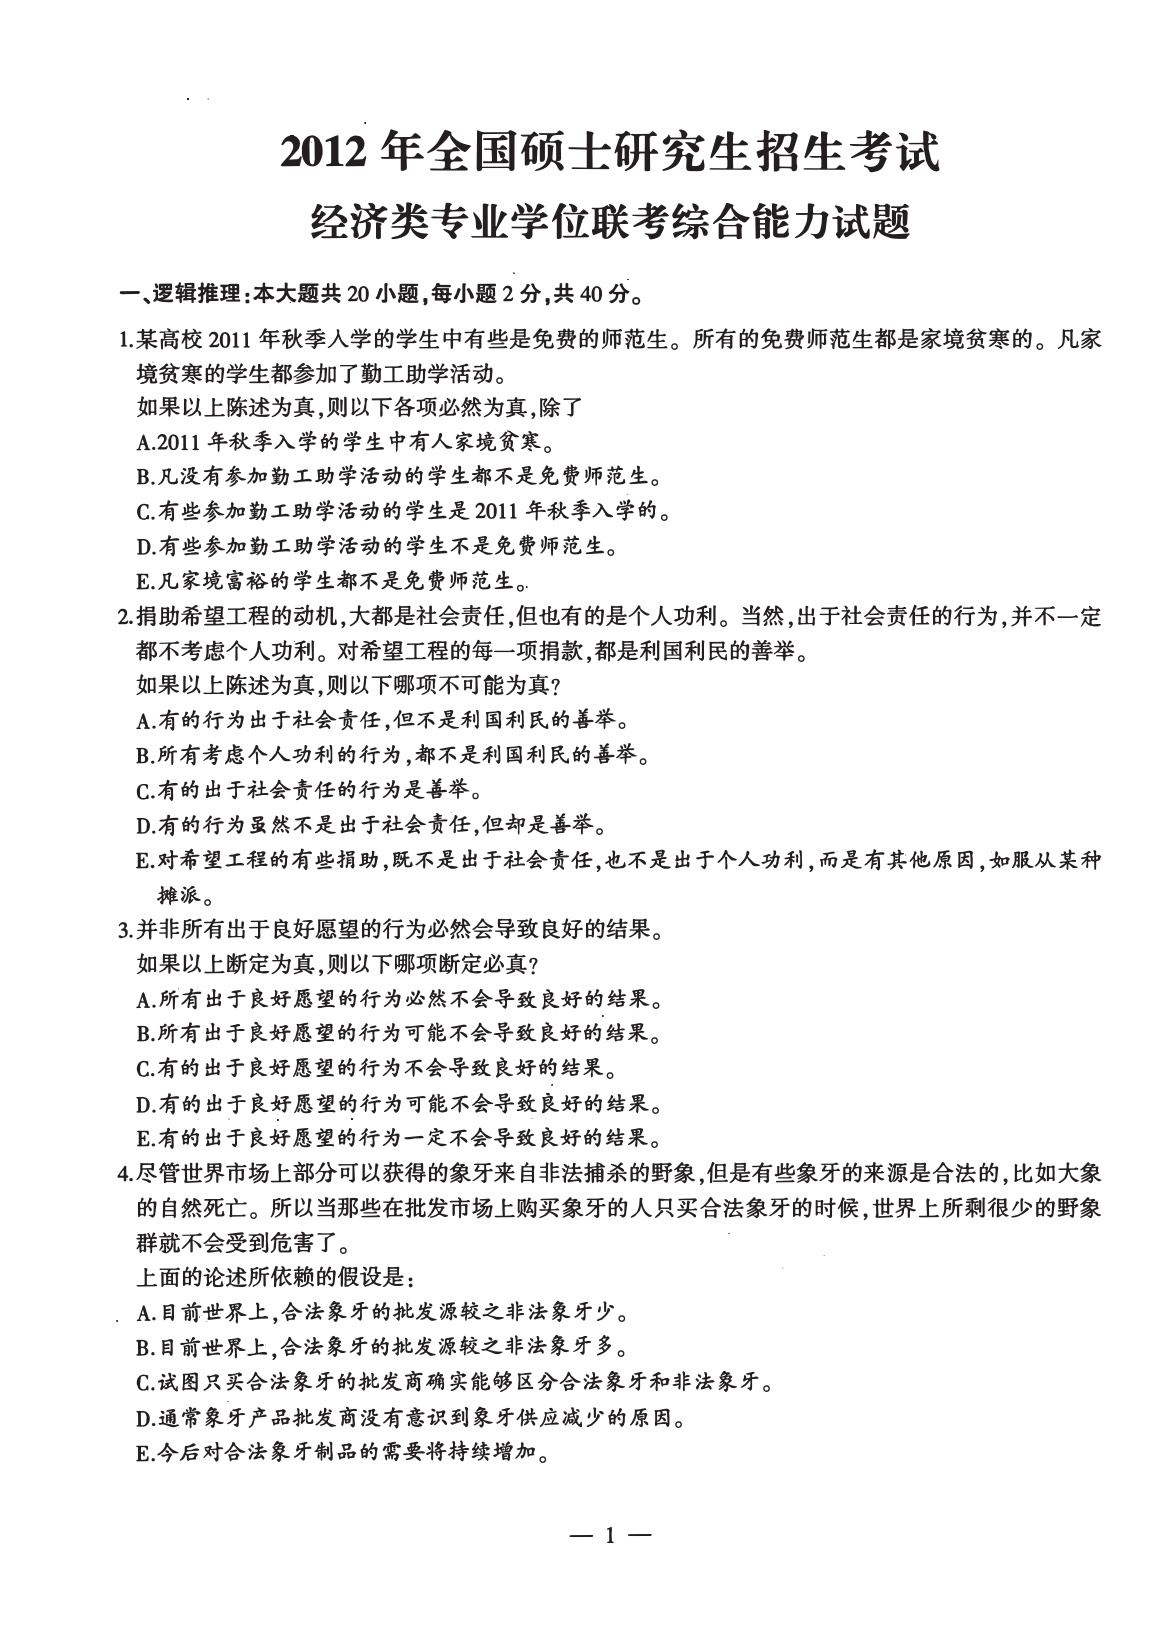 2012 年全国硕士研究生招生考试
经济类专业学位联考综合能力试题
一、逻辑推理:本大题共 20 小题,每小题 2 分,共 40 分。
1.某高校 2011 年秋季入学的学生中有些是免费的师范生。所有的免费师范生都是家境贫寒的。凡家
境贫寒的学生都参加了勤工助学活动。
如果以上陈述为真,则以下各项必然为真,除了
A.2011 年秋季入学的学生中有人家境贫寒。
B.凡没有参加勤工助学活动的学生都不是免费师范生。
C.有些参加勤工助学活动的学生是 2011 年秋季入学的。
D.有些参加勤工助学活动的学生不是免费师范生。
E.凡家境富裕的学生都不是免费师范生。
2.捐助希望工程的动机,大都是社会责任,但也有的是个人功利。当然,出于社会责任的行为,并不一定
都不考虑个人功利。对希望工程的每一项捐款,都是利国利民的善举。
如果以上陈述为真,则以下哪项不可能为真?
A.有的行为出于社会责任,但不是利国利民的善举。
B.所有考虑个人功利的行为,都不是利国利民的善举。
C.有的出于社会责任的行为是善举。
D.有的行为虽然不是出于社会责任,但却是善举。
E.对希望工程的有些捐助,既不是出于社会责任,也不是出于个人功利,而是有其他原因,如服从某种
摊派。
3.并非所有出于良好愿望的行为必然会导致良好的结果。
如果以上断定为真,则以下哪项断定必真?
A.所有出于良好愿望的行为必然不会导致良好的结果。
B.所有出于良好愿望的行为可能不会导致良好的结果。
C.有的出于良好愿望的行为不会导致良好的结果。
D.有的出于良好愿望的行为可能不会导致良好的结果。
E.有的出于良好愿望的行为一定不会导致良好的结果。
4.尽管世界市场上部分可以获得的象牙来自非法捕杀的野象,但是有些象牙的来源是合法的,比如大象
的自然死亡。所以当那些在批发市场上购买象牙的人只买合法象牙的时候,世界上所剩很少的野象
群就不会受到危害了。
上面的论述所依赖的假设是:
A.目前世界上,合法象牙的批发源较之非法象牙少。
B.目前世界上,合法象牙的批发源较之非法象牙多。
C.试图只买合法象牙的批发商确实能够区分合法象牙和非法象牙。
D.通常象牙产品批发商没有意识到象牙供应减少的原因。
E.今后对合法象牙制品的需要将持续增加。
— 1 —